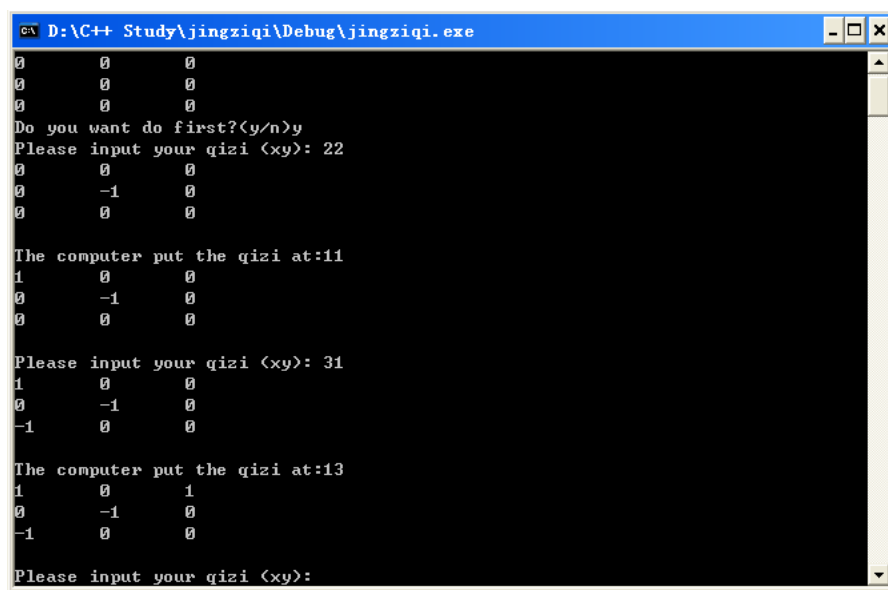 D:\C++ Study\jingziqi\Debug\jingziqi.exe
0 0 0
0 0 0
0 0 0
Do you want do first?(y/n)y
Please input your qizi (xy): 22
0 0 0
0 -1 0
0 0 0
The computer put the qizi at:11
1 0 0
0 -1 0
0 0 0
Please input your qizi (xy): 31
1 0 0
0 -1 0
-1 0 0
The computer put the qizi at:13
1 0 1
0 -1 0
-1 0 0
Please input your qizi (xy):